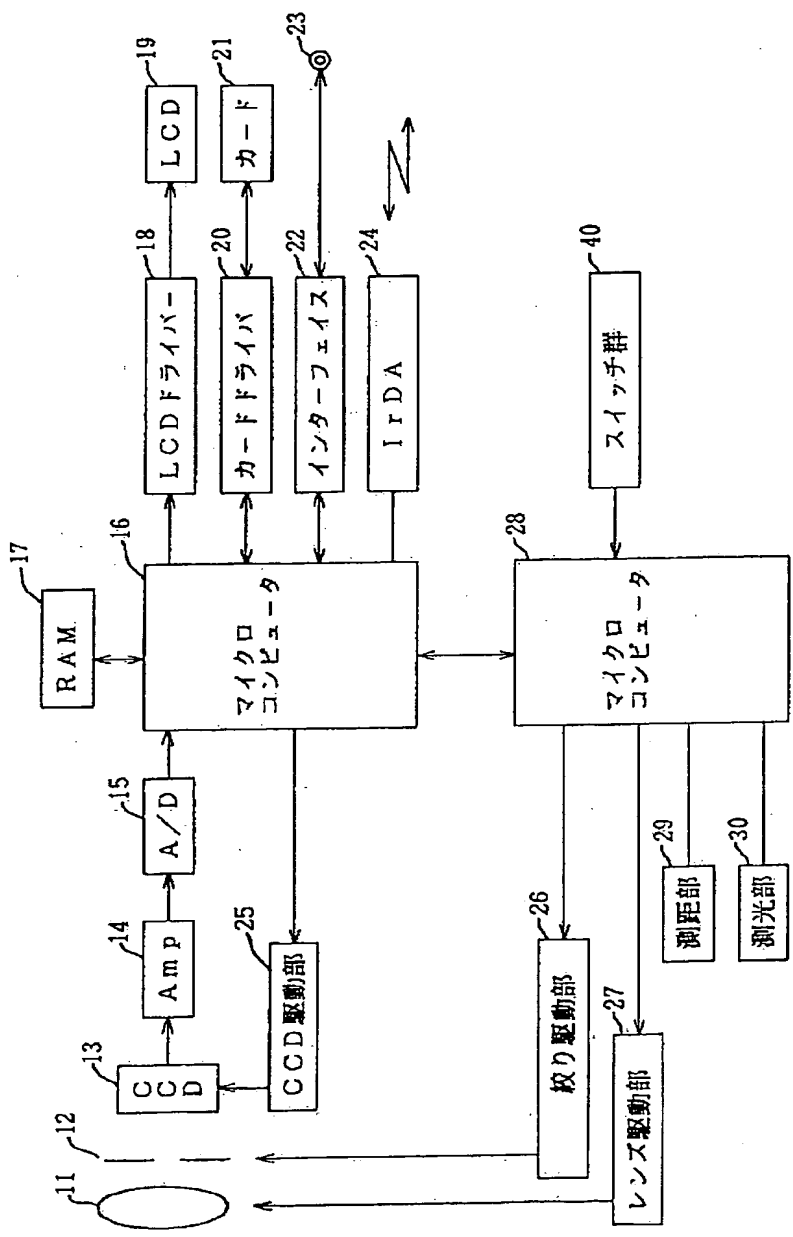 11
12
13
CCD
14
Amp
15
A/D
17
RAM
16
マイクロ
コンピュータ
18
LCDドライバー
19
LCD
20
カードドライバ
21
カード
22
インターフェイス
23
24
IrDA
25
CCD駆動部
26
絞り駆動部
27
レンズ駆動部
28
マイクロ
コンピュータ
29
測距部
30
測光部
40
スイッチ群